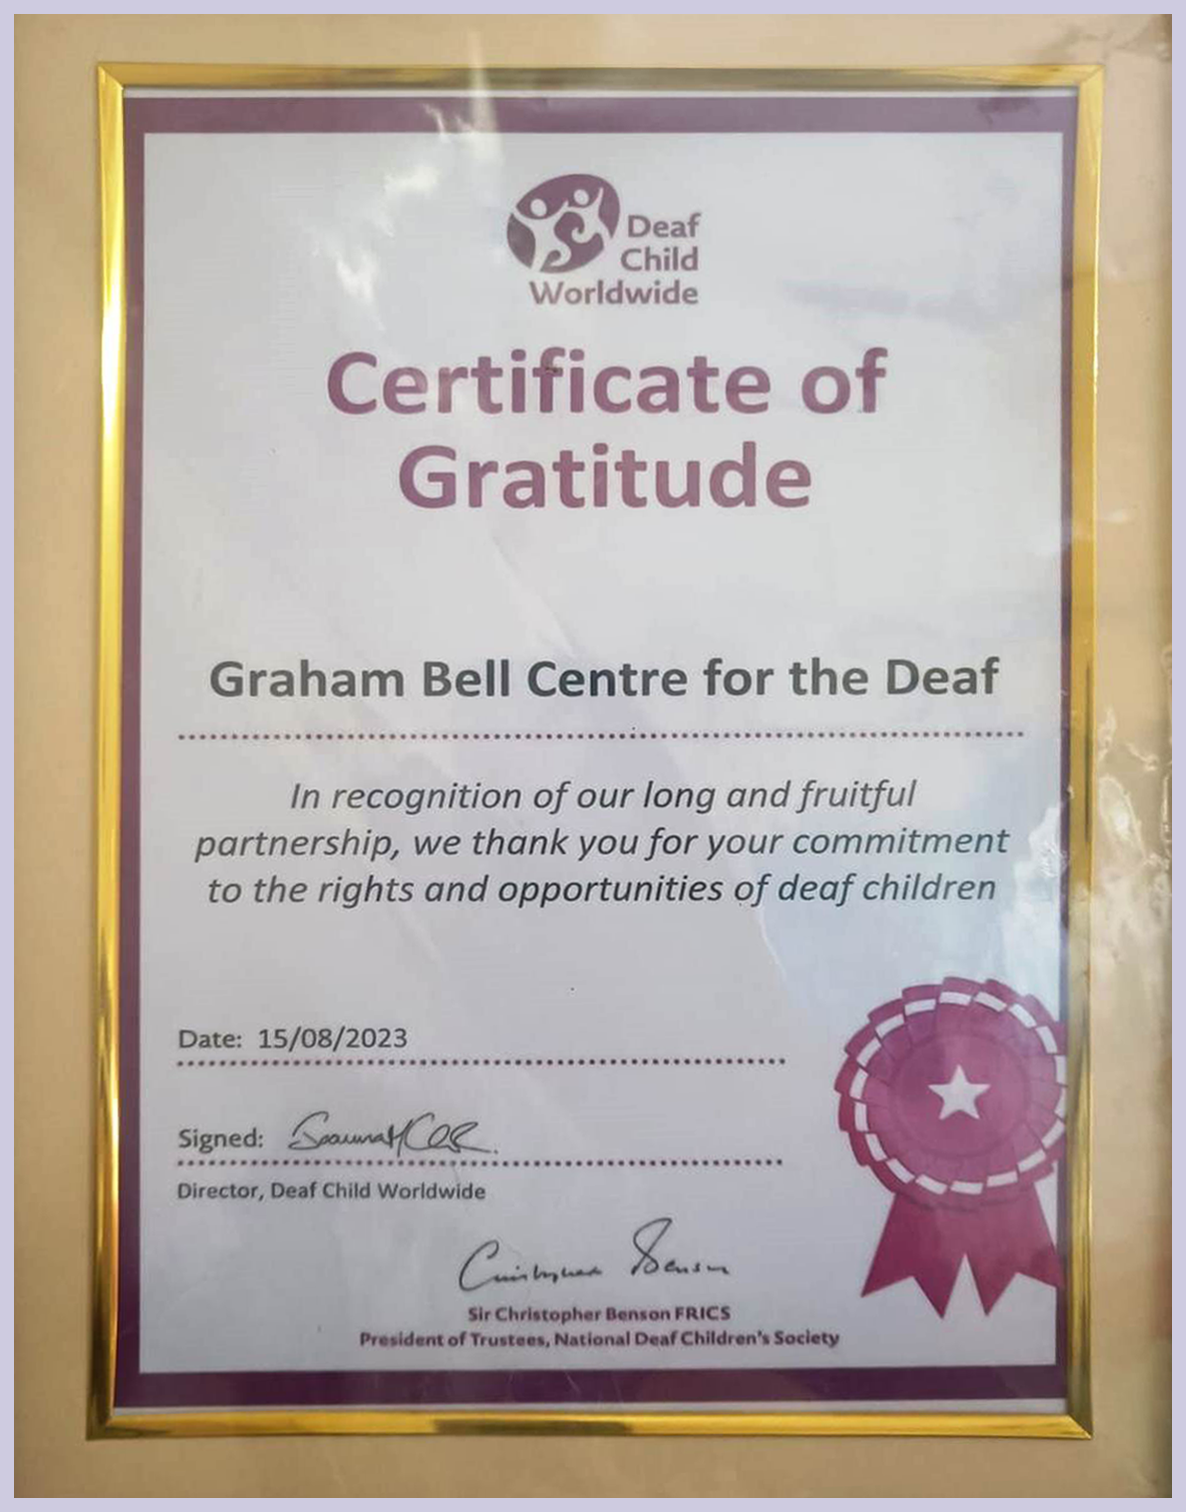 Deaf
Child
Worldwide
Certificate of
Gratitude
Graham Bell Centre for the Deaf
In recognition of our long and fruitful
partnership, we thank you for your commitment
to the rights and opportunities of deaf children
Date: 15/08/2023
Signed:
Director, Deaf Child Worldwide
Christopher Benson
Sir Christopher Benson FRICS
President of Trustees, National Deaf Children's Society